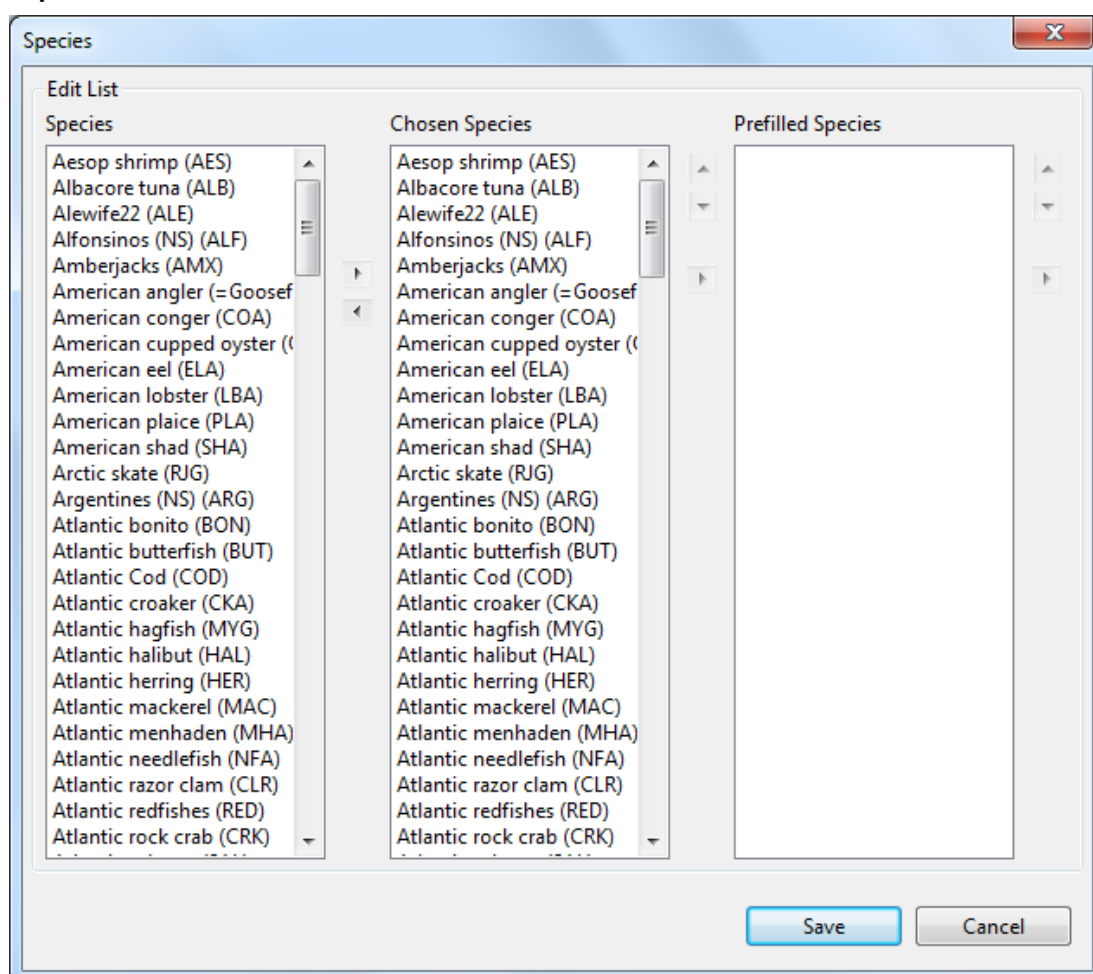 Species
Edit List
Species
Aesop shrimp (AES)
Albacore tuna (ALB)
Alewife22 (ALE)
Alfonsinos (NS) (ALF)
Amberjacks (AMX)
American angler (=Goosef
American conger (COA)
American cupped oyster (
American eel (ELA)
American lobster (LBA)
American plaice (PLA)
American shad (SHA)
Arctic skate (RJG)
Argentines (NS) (ARG)
Atlantic bonito (BON)
Atlantic butterfish (BUT)
Atlantic Cod (COD)
Atlantic croaker (CKA)
Atlantic hagfish (MYG)
Atlantic halibut (HAL)
Atlantic herring (HER)
Atlantic mackerel (MAC)
Atlantic menhaden (MHA)
Atlantic needlefish (NFA)
Atlantic razor clam (CLR)
Atlantic redfishes (RED)
Atlantic rock crab (CRK)
Chosen Species
Aesop shrimp (AES)
Albacore tuna (ALB)
Alewife22 (ALE)
Alfonsinos (NS) (ALF)
Amberjacks (AMX)
American angler (=Goosef
American conger (COA)
American cupped oyster (
American eel (ELA)
American lobster (LBA)
American plaice (PLA)
American shad (SHA)
Arctic skate (RJG)
Argentines (NS) (ARG)
Atlantic bonito (BON)
Atlantic butterfish (BUT)
Atlantic Cod (COD)
Atlantic croaker (CKA)
Atlantic hagfish (MYG)
Atlantic halibut (HAL)
Atlantic herring (HER)
Atlantic mackerel (MAC)
Atlantic menhaden (MHA)
Atlantic needlefish (NFA)
Atlantic razor clam (CLR)
Atlantic redfishes (RED)
Atlantic rock crab (CRK)
Prefilled Species
Save
Cancel